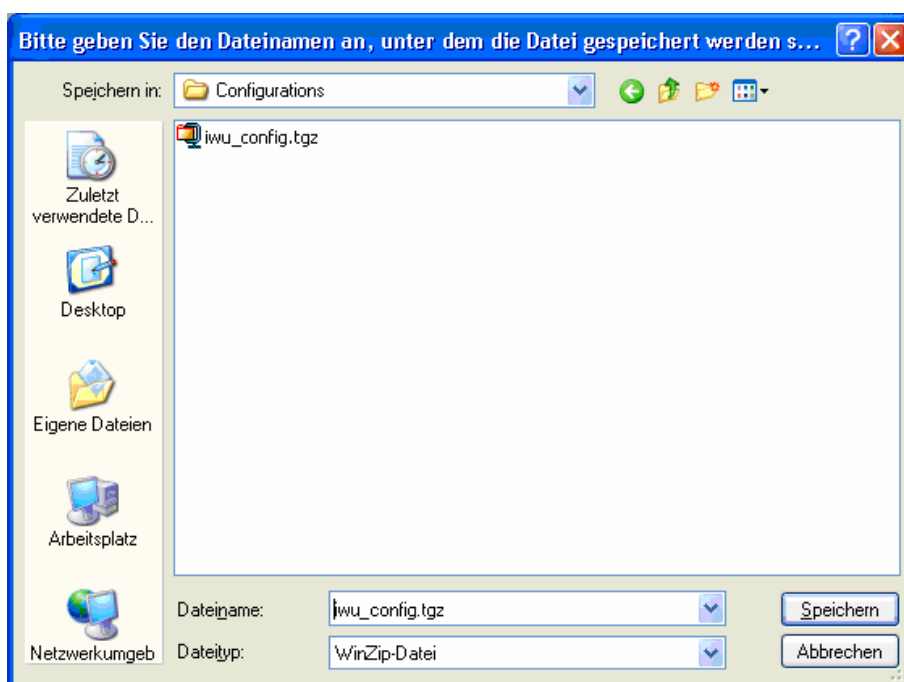 Bitte geben Sie den Dateinamen an, unter dem die Datei gespeichert werden s...
Speichern in:
Configurations
iwu_config.tgz
Zuletzt
verwendete D...
Desktop
Eigene Dateien
Arbeitsplatz
Netzwerkumgeb
Dateiname:
iwu_config.tgz
Speichern
Dateityp:
WinZip-Datei
Abbrechen